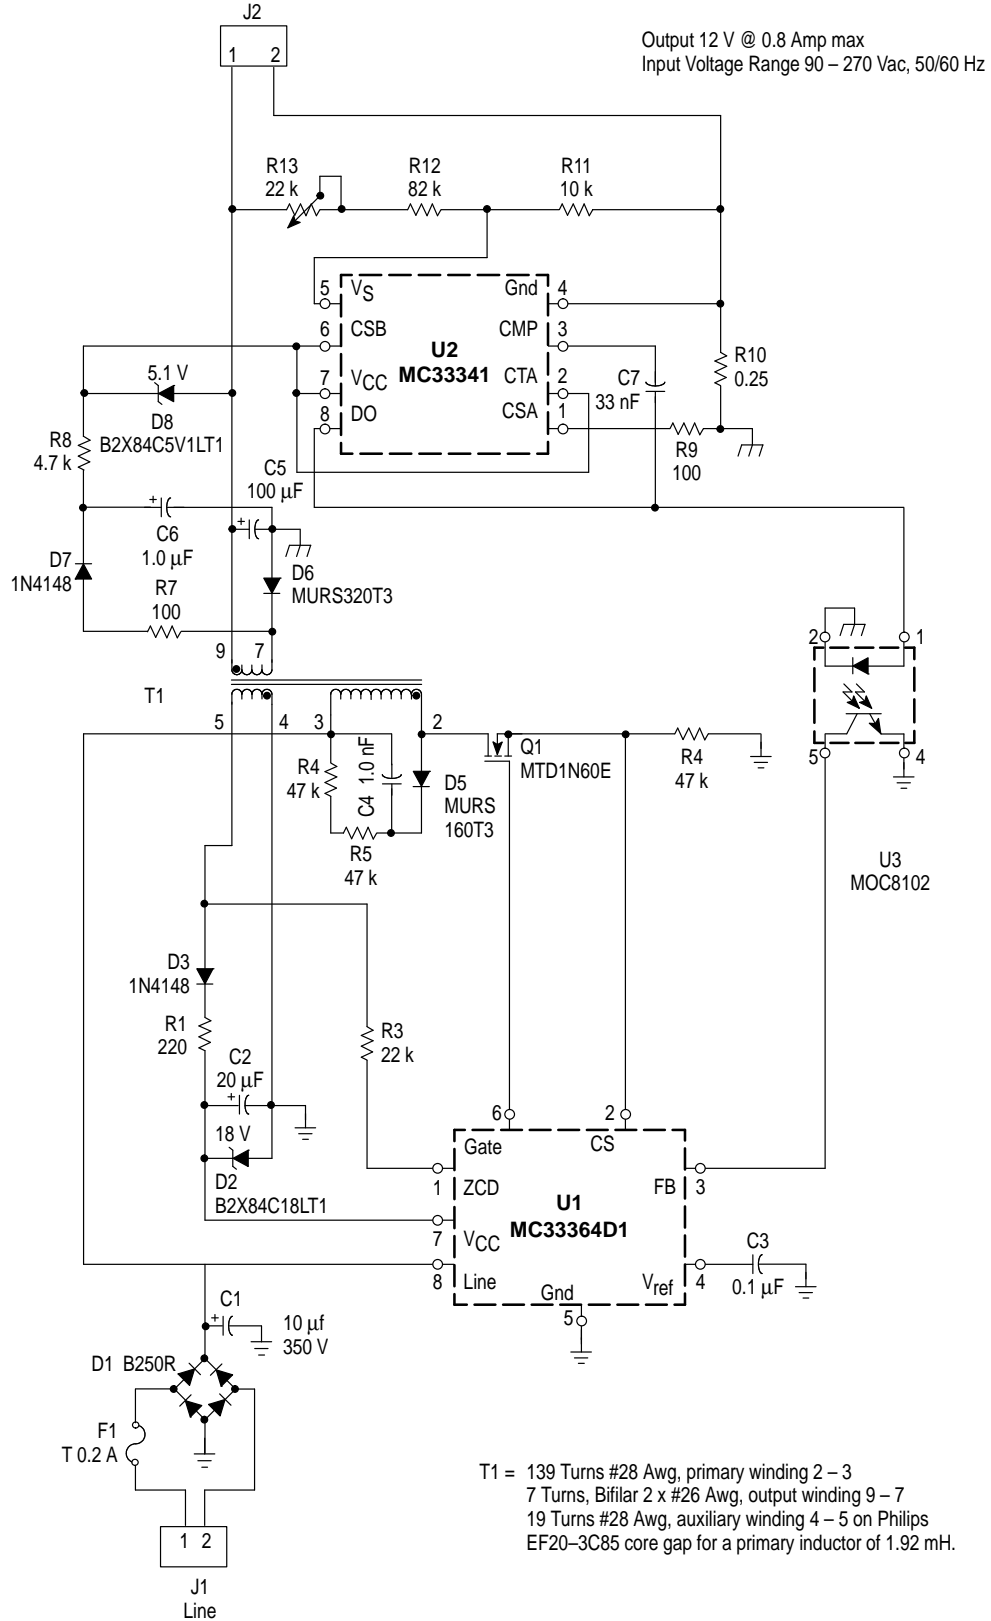 J2
1 2
Output 12 V @ 0.8 Amp max
Input Voltage Range 90 – 270 Vac, 50/60 Hz
R13
22 k
R12
82 k
R11
10 k
5
VS
Gnd
4
6
CSB
CMP
3
U2
MC33341
7
VCC
CTA
2
8
DO
CSA
1
C7
33 nF
R10
0.25
R9
100
5.1 V
D8
B2X84C5V1LT1
R8
4.7 k
C5
100 µF
+
+
C6
1.0 µF
D7
1N4148
R7
100
D6
MURS320T3
9 7
T1
5 4 3 2
R4
47 k
C4 1.0 nF
D5
MURS
160T3
R5
47 k
Q1
MTD1N60E
R4
47 k
2 1
5 4
U3
MOC8102
D3
1N4148
R1
220
R3
22 k
C2
20 µF
+
18 V
D2
B2X84C18LT1
6
2
Gate
CS
1
ZCD
FB
3
U1
MC33364D1
7
VCC
8
Line
Vref
4
Gnd
5
C3
0.1 µF
C1
+
10 µf
350 V
D1 B250R
F1
T 0.2 A
1 2
J1
Line
T1 = 139 Turns #28 Awg, primary winding 2 – 3
7 Turns, Bifilar 2 x #26 Awg, output winding 9 – 7
19 Turns #28 Awg, auxiliary winding 4 – 5 on Philips
EF20–3C85 core gap for a primary inductor of 1.92 mH.